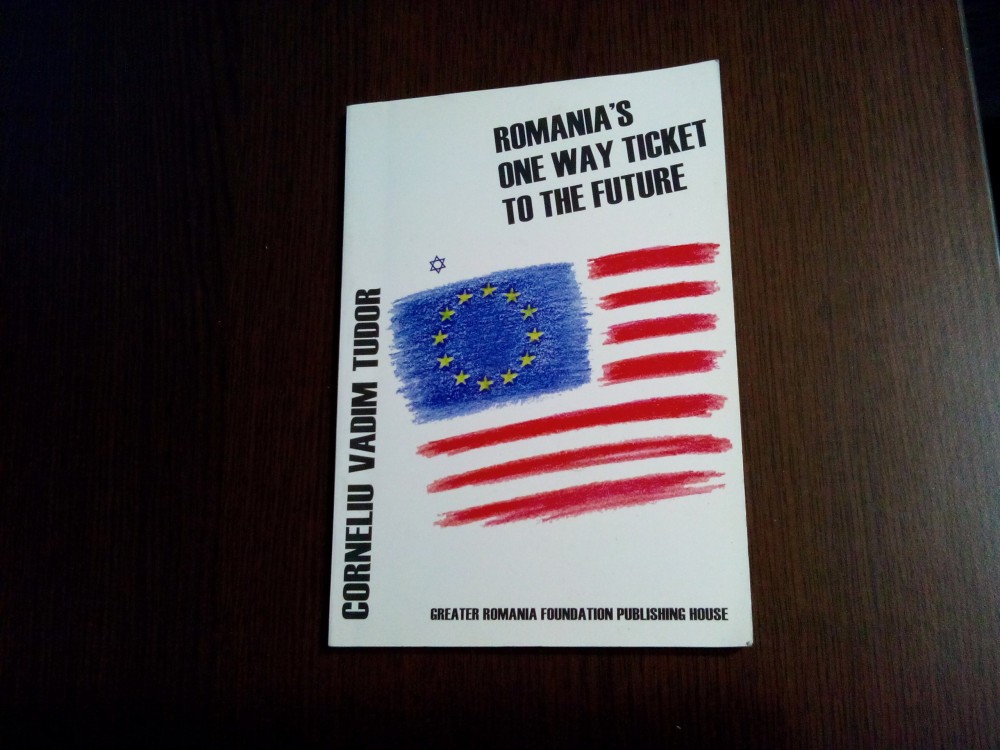 ROMANIA'S
ONE WAY TICKET
TO THE FUTURE
CORNELIU VADIM TUDOR
GREATER ROMANIA FOUNDATION PUBLISHING HOUSE